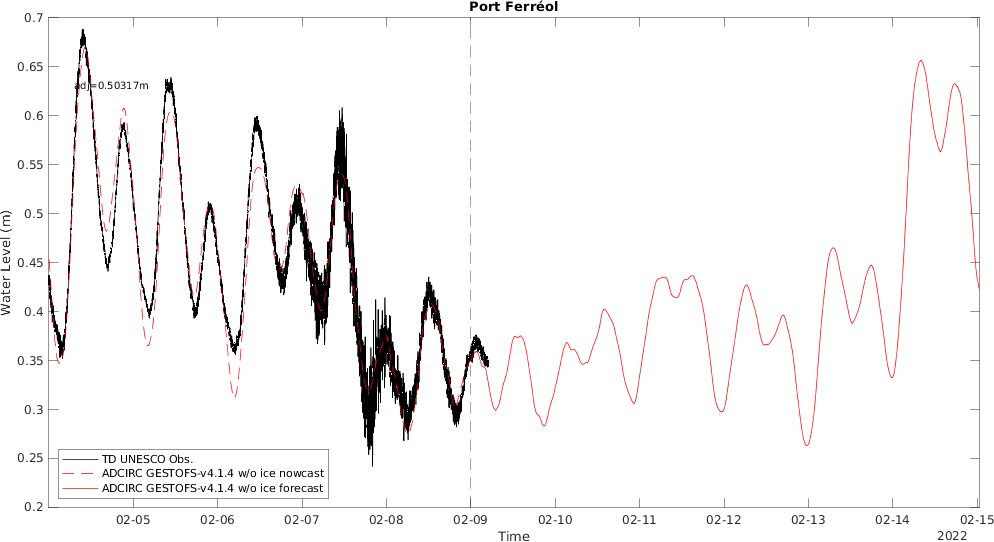 Port Ferréol
0.7
0.65
adj=0.50317m
0.6
0.55
0.5
0.45
0.4
0.35
0.3
0.25
0.2
Water Level (m)
TD UNESCO Obs.
ADCIRC GESTOFS-v4.1.4 w/o ice nowcast
ADCIRC GESTOFS-v4.1.4 w/o ice forecast
02-05 02-06 02-07 02-08 02-09 02-10 02-11 02-12 02-13 02-14 02-15
Time
2022